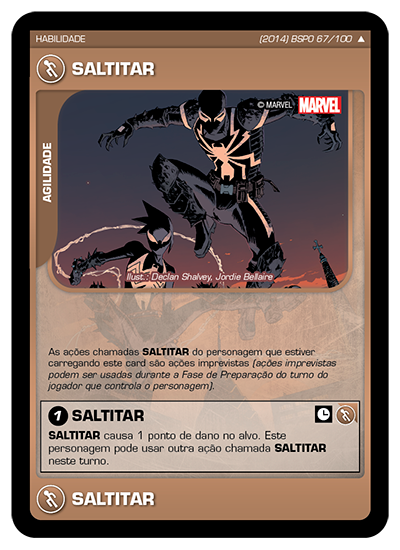 HABILIDADE
(2014) BSPO 67/100 ▲
SALTITAR
© MARVEL MARVEL
AGILIDADE
Ilust.: Declan Shalvey, Jordie Bellaire
As ações chamadas SALTITAR do personagem que estiver
carregando este card são ações imprevistas (ações imprevistas
podem ser usadas durante a Fase de Preparação do turno do
jogador que controla o personagem).
1 SALTITAR
SALTITAR causa 1 ponto de dano no alvo. Este
personagem pode usar outra ação chamada SALTITAR
neste turno.
SALTITAR